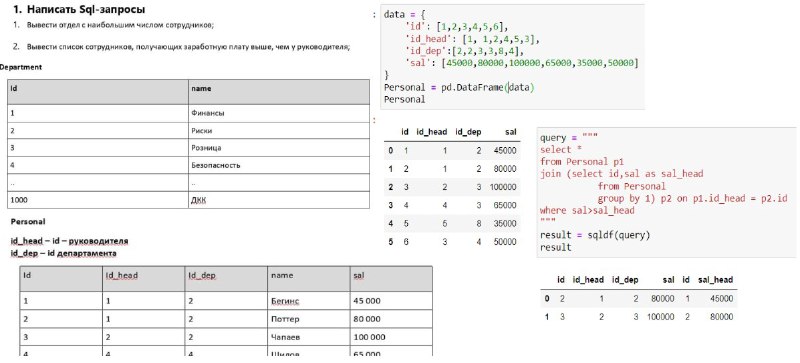 1. Написать Sql-запросы
1. Вывести отдел с наибольшим числом сотрудников;
2. Вывести список сотрудников, получающих заработную плату выше, чем у руководителя;
Department
Id name
1 Финансы
2 Риски
3 Розница
4 Безопасность
.. ..
1000 ДКК
Personal
id_head – id – руководителя
id_dep – id департамента
Id Id_head Id_dep name sal
1 1 2 Бегинс 45 000
2 1 2 Поттер 80 000
3 2 2 Чапаев 100 000
4 4 4 Шилов 65 000
:
data = {
'id': [1,2,3,4,5,6],
'id_head': [1, 1,2,4,5,3],
'id_dep':[2,2,3,3,8,4],
'sal': [45000,80000,100000,65000,35000,50000]
}
Personal = pd.DataFrame(data)
Personal
:
id id_head id_dep sal
0 1 1 2 45000
1 2 1 2 80000
2 3 2 3 100000
3 4 4 3 65000
4 5 5 8 35000
5 6 3 4 50000
query = """
select *
from Personal p1
join (select id,sal as sal_head
from Personal
group by 1) p2 on p1.id_head = p2.id
where sal>sal_head
"""
result = sqldf(query)
result
id id_head id_dep sal id sal_head
0 2 1 2 80000 1 45000
1 3 2 3 100000 2 80000